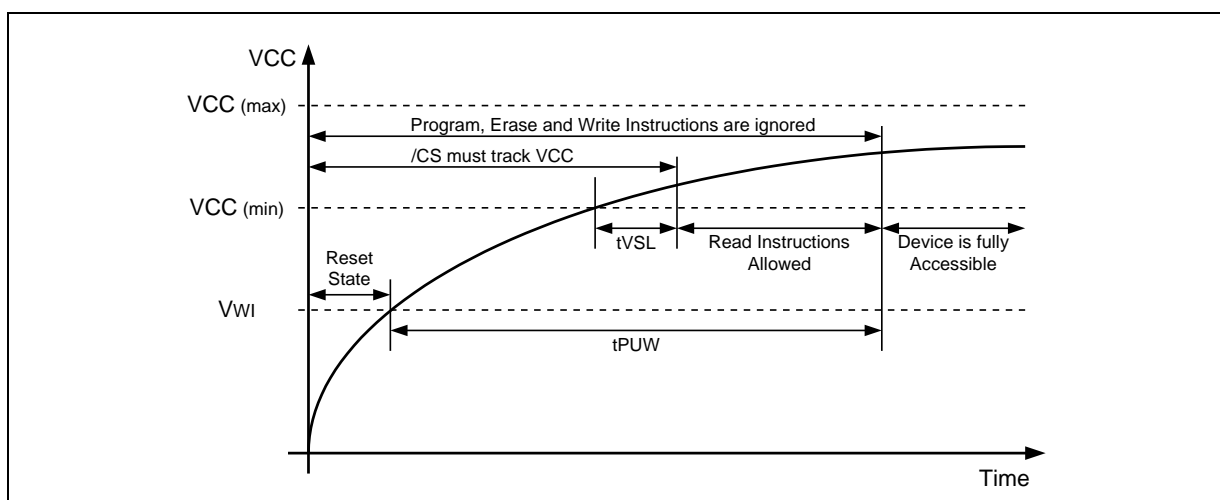 VCC
VCC (max)
Program, Erase and Write Instructions are ignored
/CS must track VCC
VCC (min)
tVSL
Read Instructions
Allowed
Device is fully
Accessible
Reset
State
VWI
tPUW
Time